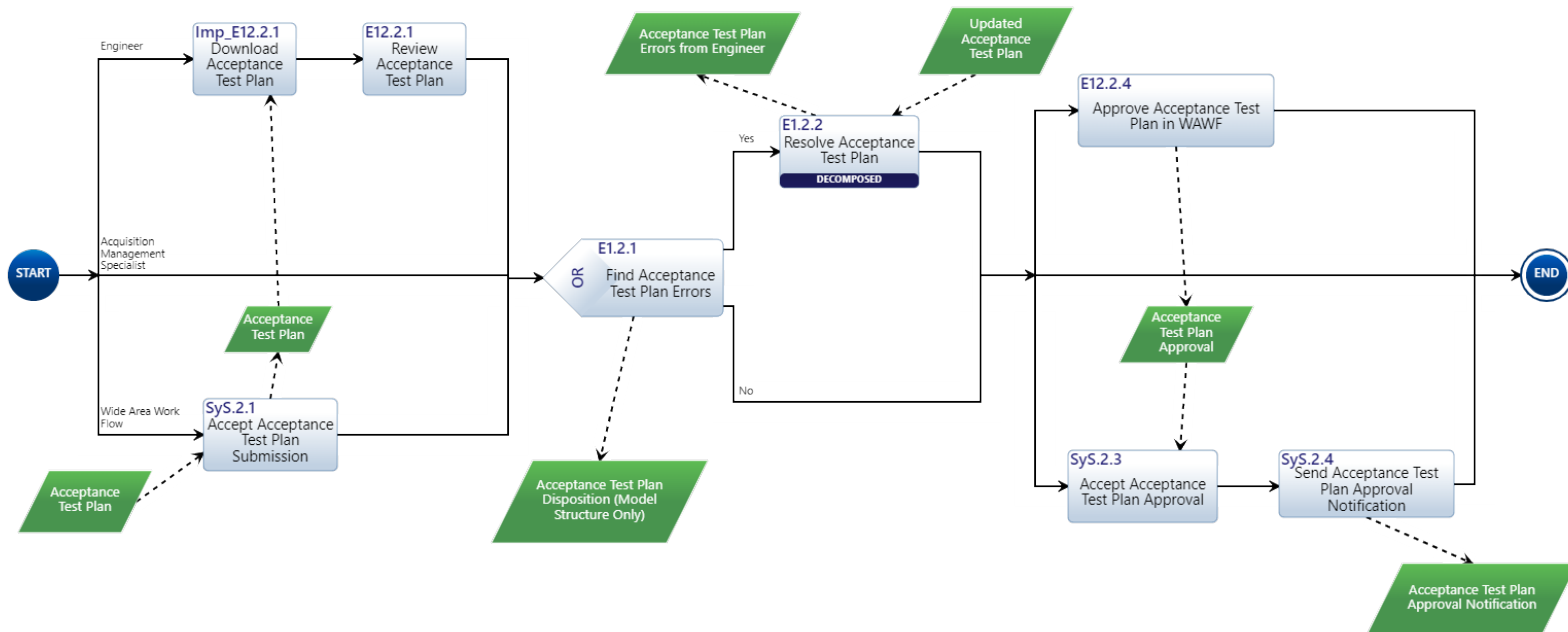 Engineer
Imp_E12.2.1
Download
Acceptance
Test Plan
E12.2.1
Review
Acceptance
Test Plan
Acceptance Test Plan
Errors from Engineer
Updated
Acceptance
Test Plan
E12.2.4
Approve Acceptance Test
Plan in WAWF
E1.2.2
Resolve Acceptance
Test Plan
DECOMPOSED
Yes
START
Acquisition
Management
Specialist
OR
E1.2.1
Find Acceptance
Test Plan Errors
END
Acceptance
Test Plan
Acceptance
Test Plan
Approval
No
Wide Area Work
Flow
SyS.2.1
Accept Acceptance
Test Plan
Submission
Acceptance
Test Plan
Acceptance Test Plan
Disposition (Model
Structure Only)
SyS.2.3
Accept Acceptance
Test Plan Approval
SyS.2.4
Send Acceptance Test
Plan Approval
Notification
Acceptance Test Plan
Approval Notification